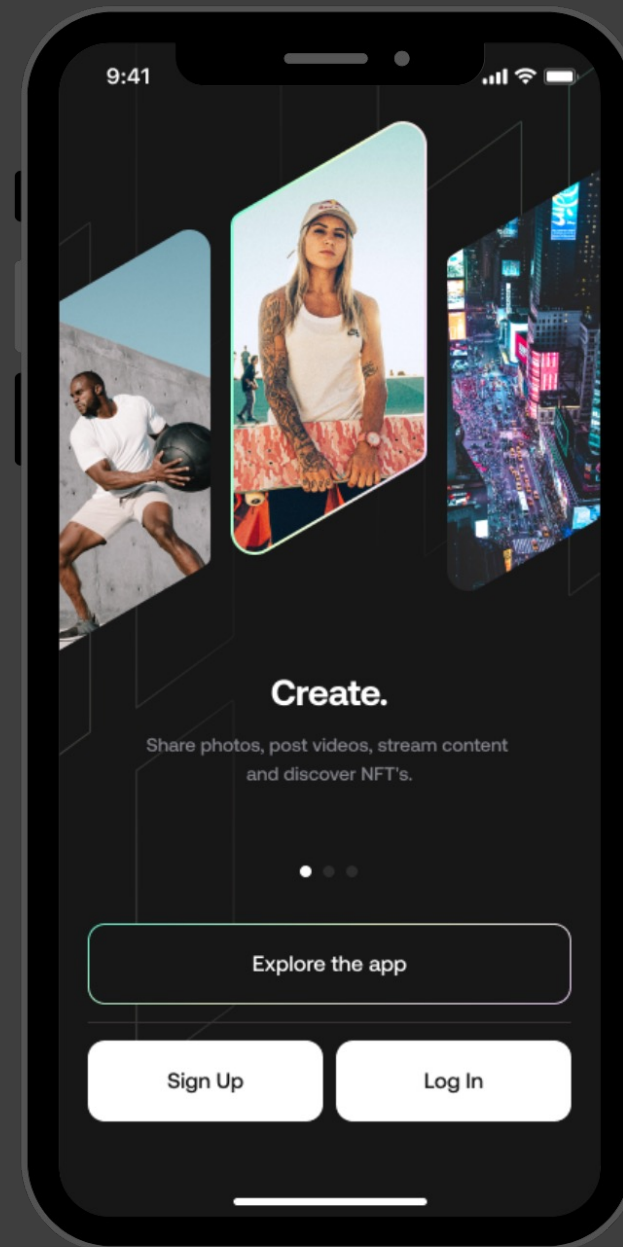 9:41
Create.
Share photos, post videos, stream content
and discover NFT's.
Explore the app
Sign Up
Log In